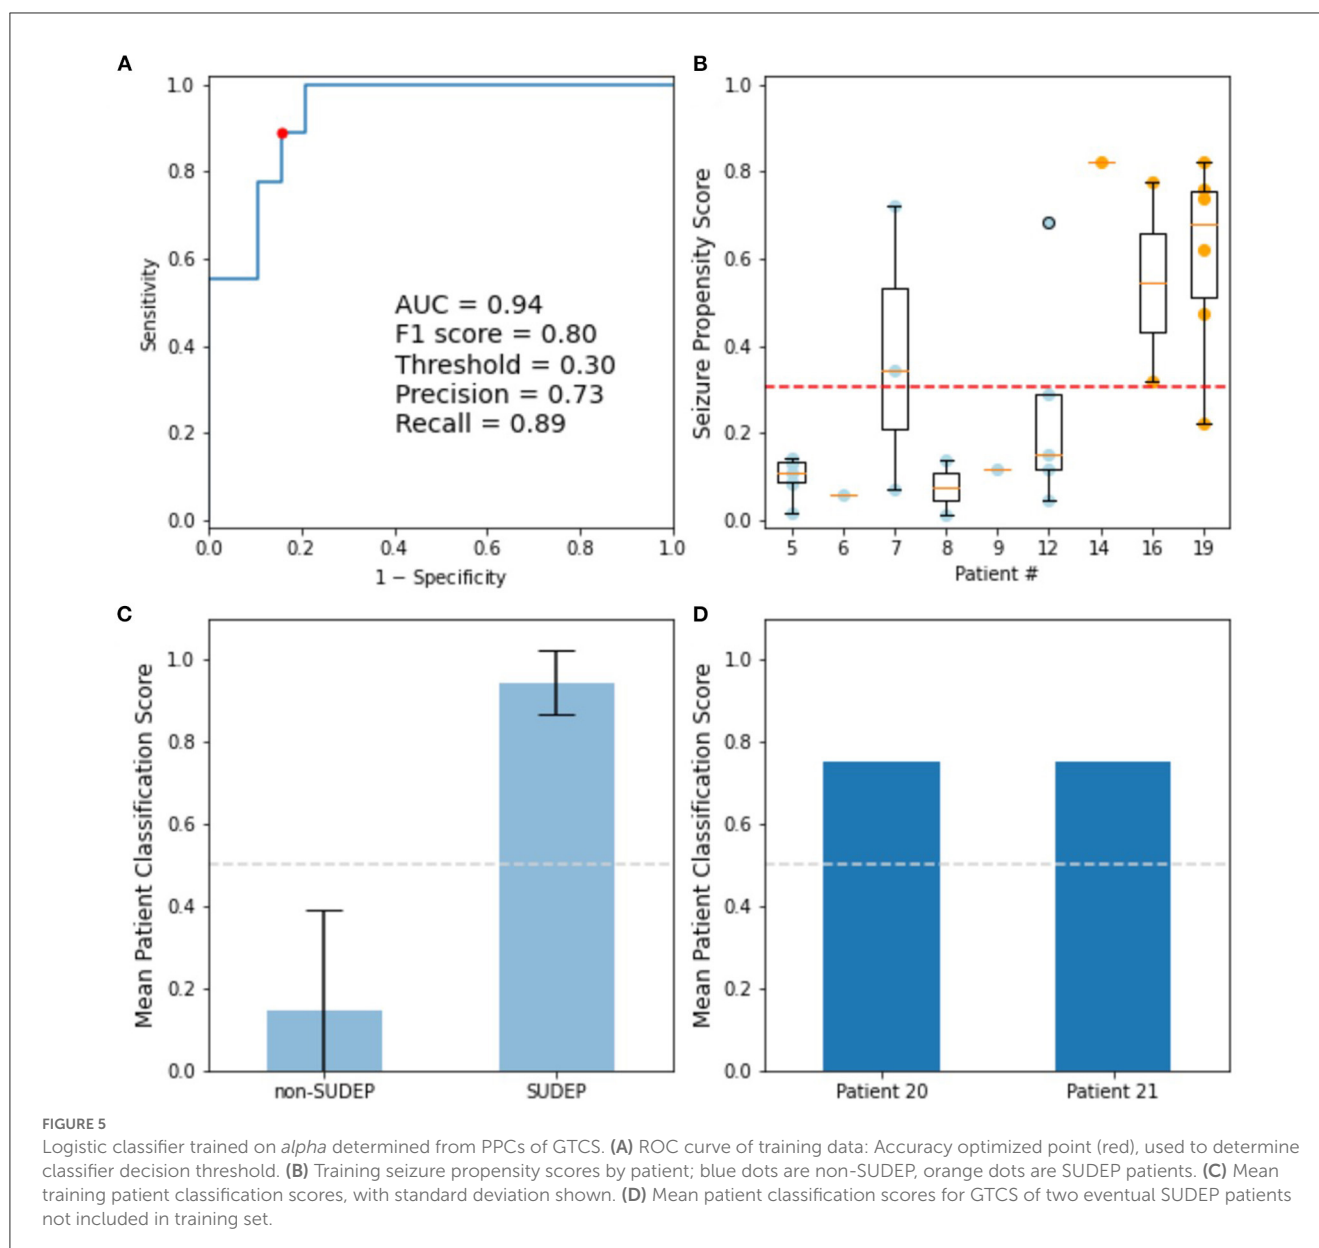 A
1.0
0.8
0.6
0.4
0.2
0.0
Sensitivity
AUC = 0.94
F1 score = 0.80
Threshold = 0.30
Precision = 0.73
Recall = 0.89
0.0 0.2 0.4 0.6 0.8 1.0
1 − Specificity
B
1.0
0.8
0.6
0.4
0.2
0.0
Seizure Propensity Score
5 6 7 8 9 12 14 16 19
Patient #
C
1.0
0.8
0.6
0.4
0.2
0.0
Mean Patient Classification Score
non-SUDEP SUDEP
D
1.0
0.8
0.6
0.4
0.2
0.0
Mean Patient Classification Score
Patient 20 Patient 21
FIGURE 5
Logistic classifier trained on alpha determined from PPCs of GTCS. (A) ROC curve of training data: Accuracy optimized point (red), used to determine
classifier decision threshold. (B) Training seizure propensity scores by patient; blue dots are non-SUDEP, orange dots are SUDEP patients. (C) Mean
training patient classification scores, with standard deviation shown. (D) Mean patient classification scores for GTCS of two eventual SUDEP patients
not included in training set.